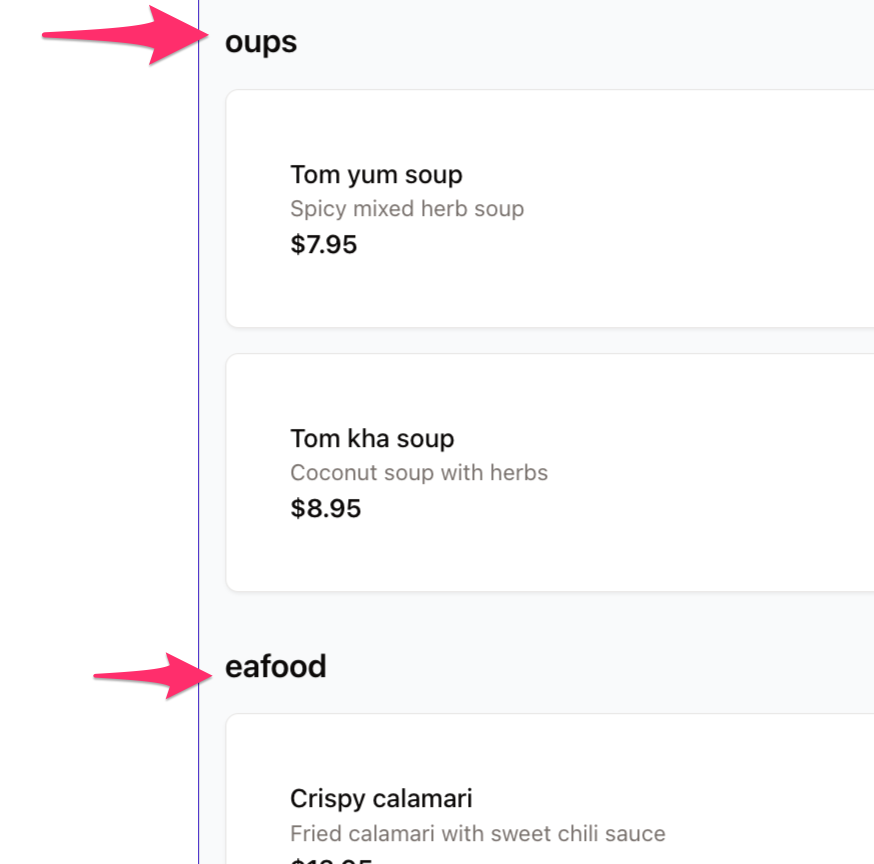 oups
Tom yum soup
Spicy mixed herb soup
$7.95
Tom kha soup
Coconut soup with herbs
$8.95
eafood
Crispy calamari
Fried calamari with sweet chili sauce